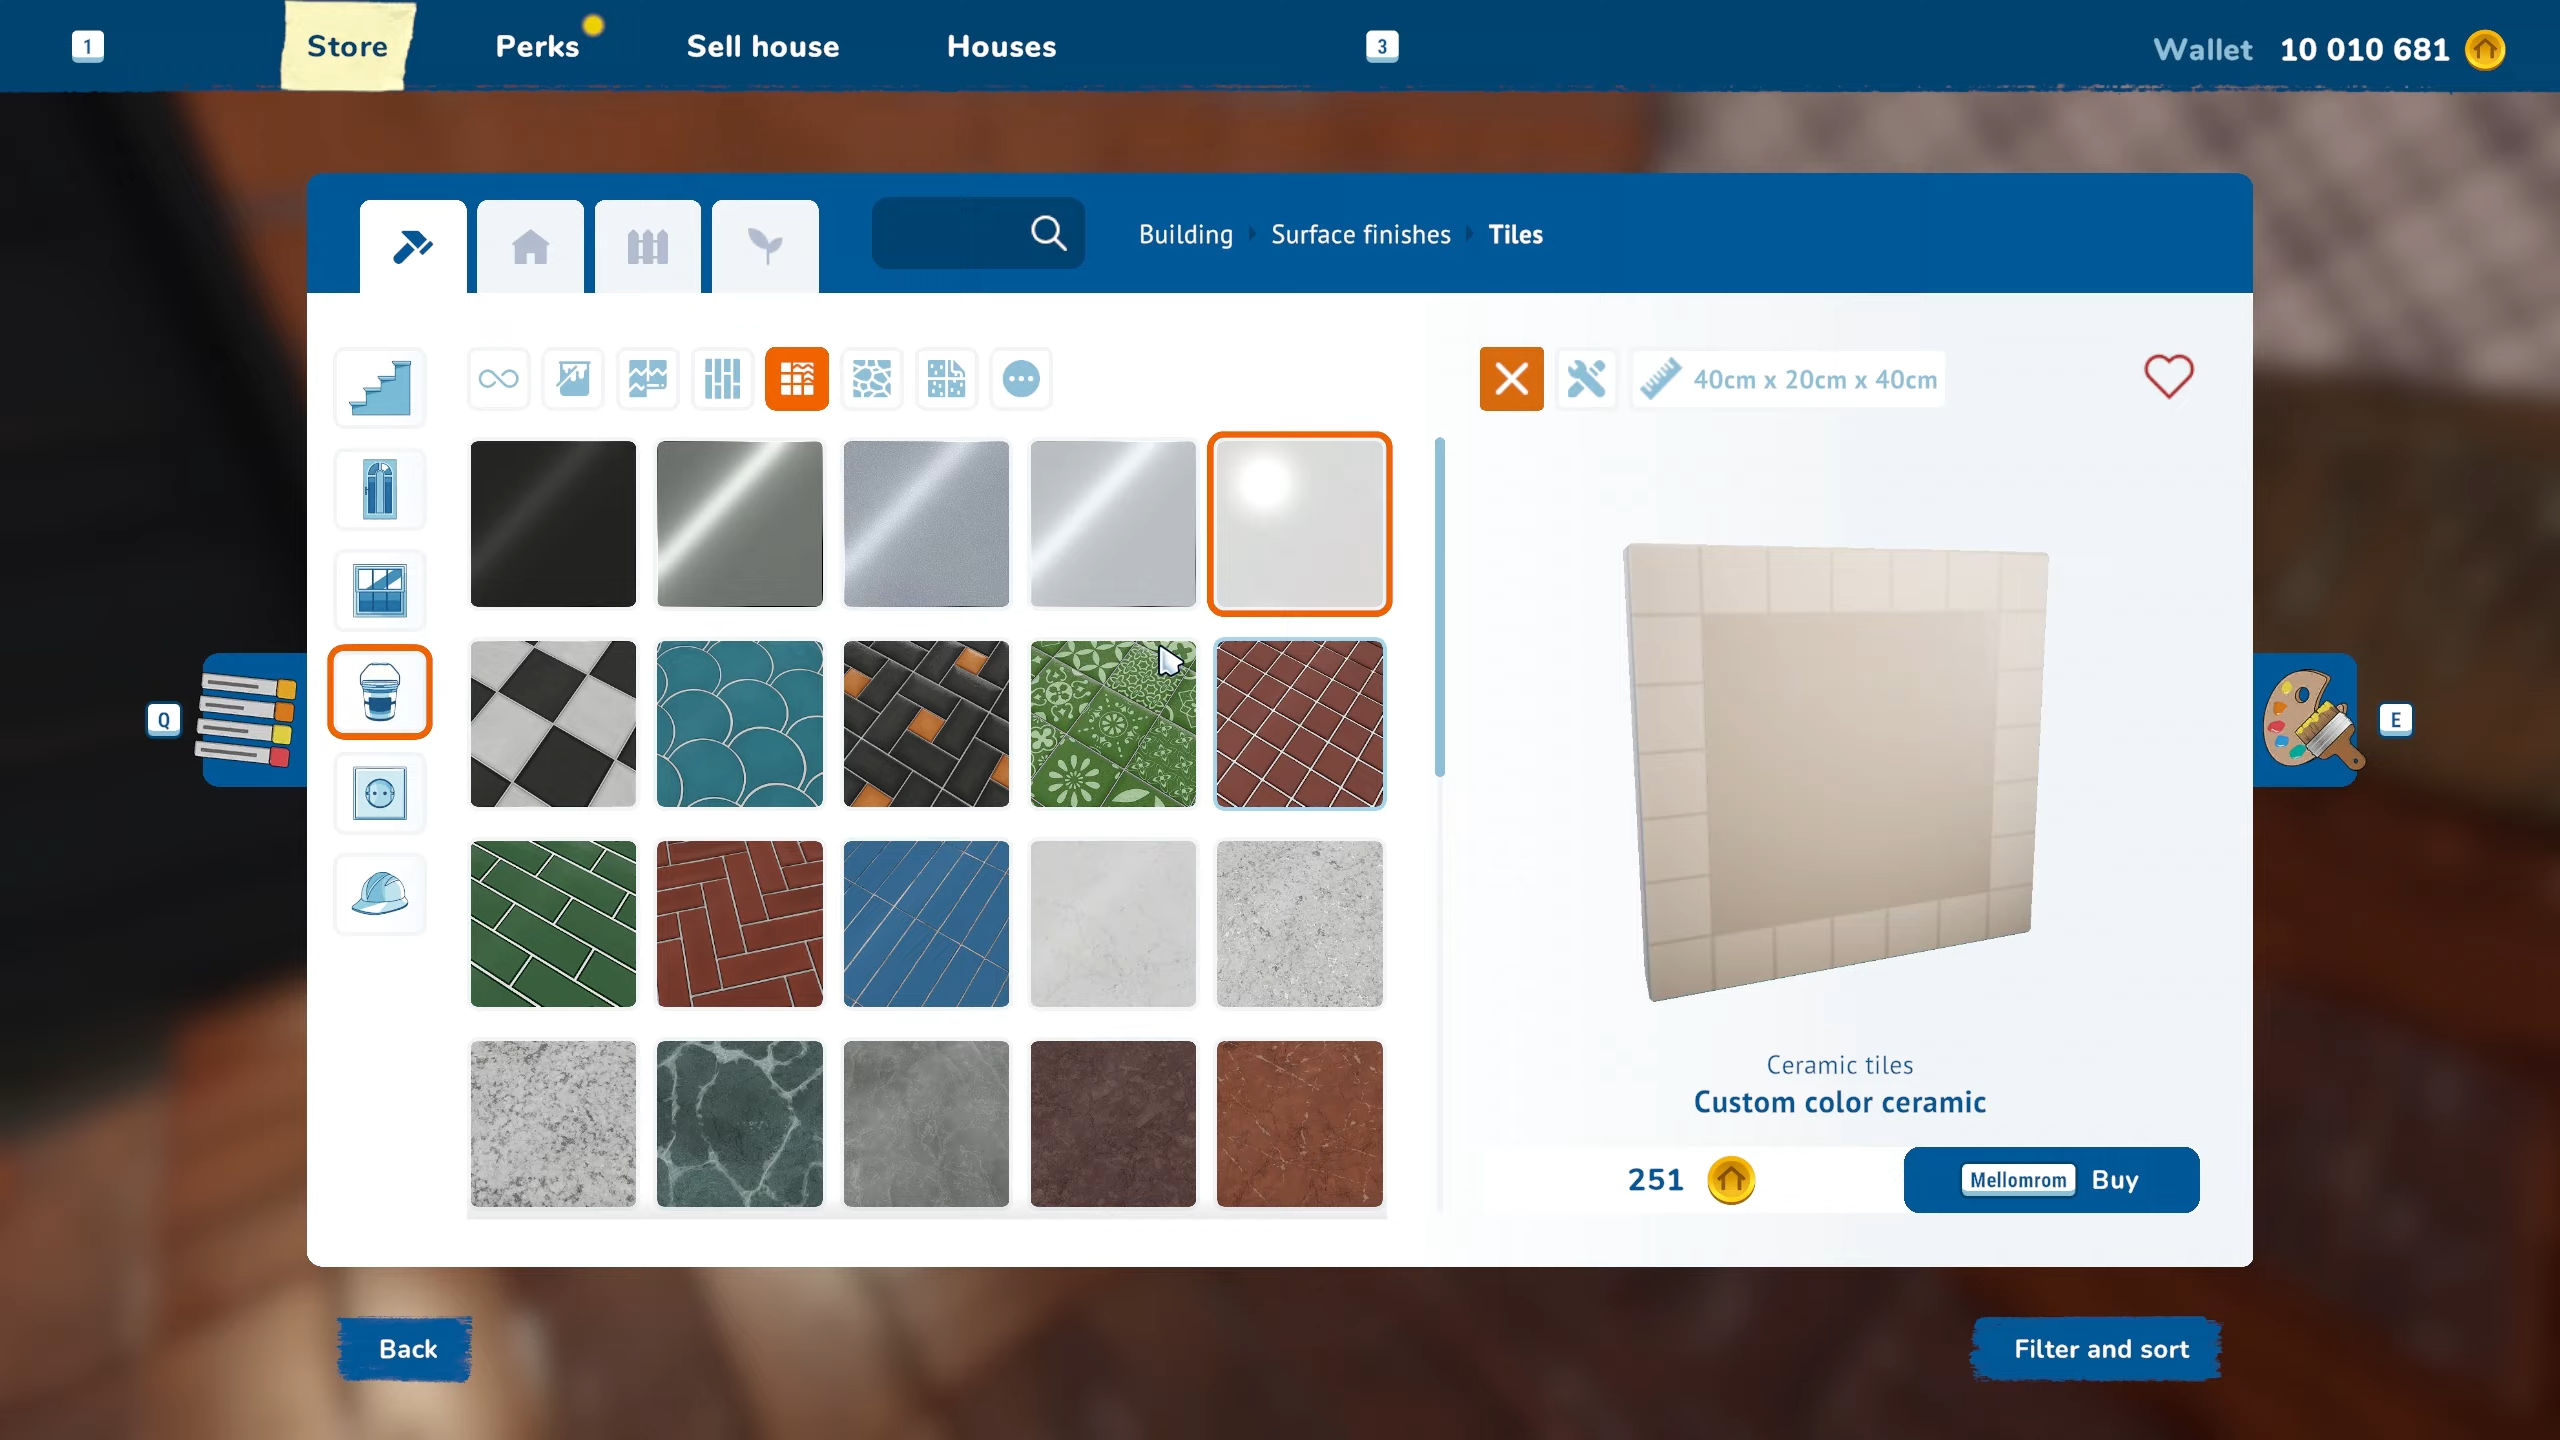 1
Store
Perks
Sell house
Houses
3
Wallet 10 010 681
Building
Surface finishes
Tiles
40cm x 20cm x 40cm
Q
E
Ceramic tiles
Custom color ceramic
251
Mellomrom Buy
Back
Filter and sort